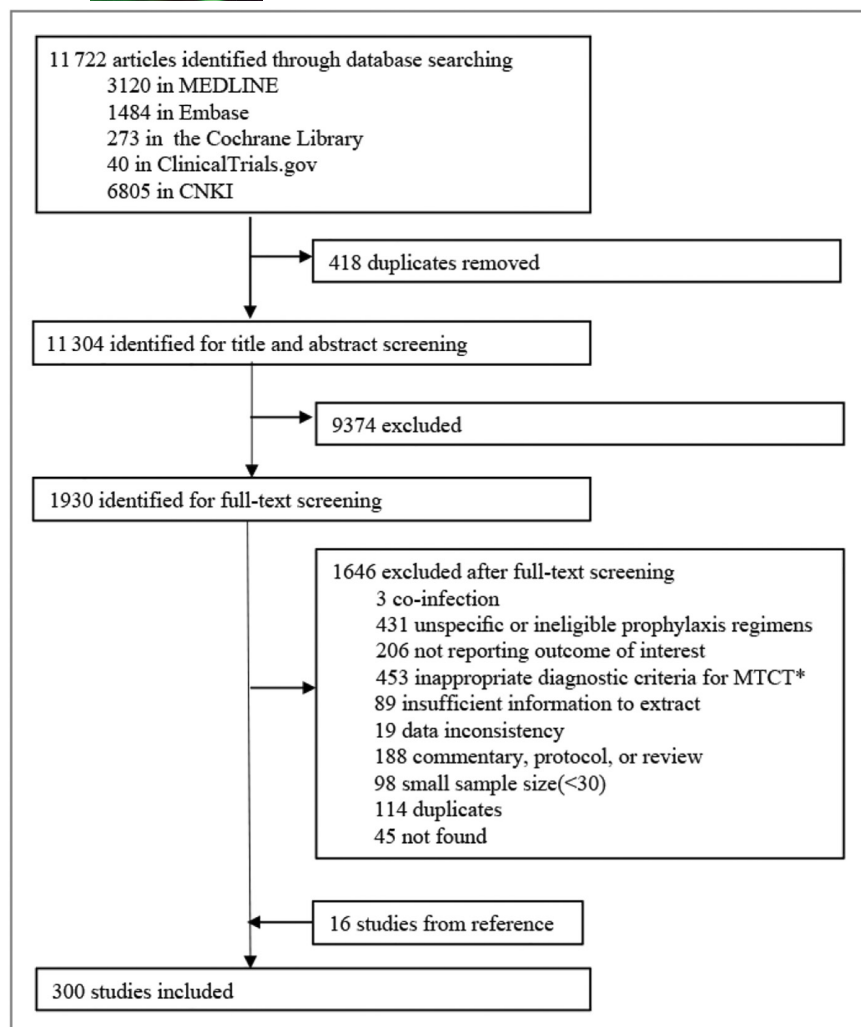 11 722 articles identified through database searching
3120 in MEDLINE
1484 in Embase
273 in the Cochrane Library
40 in ClinicalTrials.gov
6805 in CNKI
418 duplicates removed
11 304 identified for title and abstract screening
9374 excluded
1930 identified for full-text screening
1646 excluded after full-text screening
3 co-infection
431 unspecific or ineligible prophylaxis regimens
206 not reporting outcome of interest
453 inappropriate diagnostic criteria for MTCT*
89 insufficient information to extract
19 data inconsistency
188 commentary, protocol, or review
98 small sample size(<30)
114 duplicates
45 not found
16 studies from reference
300 studies included